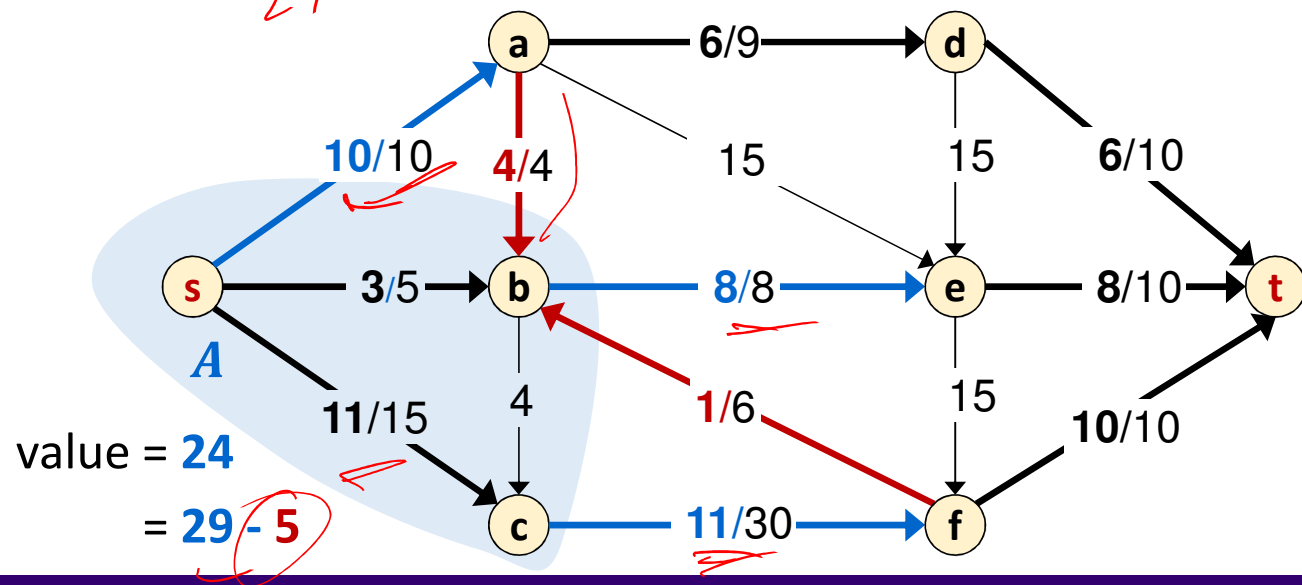 a 6/9 d
10/10 4/4 15 15 6/10
s 3/5 b 8/8 e 8/10 t
A
11/15 4 1/6 15 10/10
value = 24
= 29 - 5
c 11/30 f